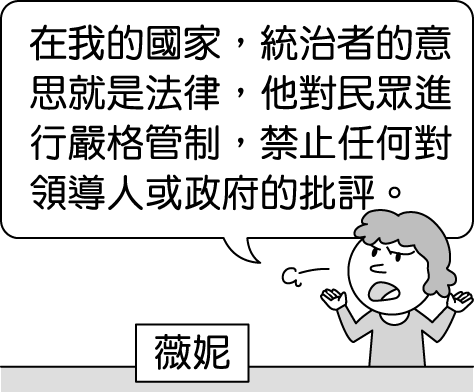 在我的國家，統治者的意
思就是法律，他對民眾進
行嚴格管制，禁止任何對
領導人或政府的批評。
薇妮